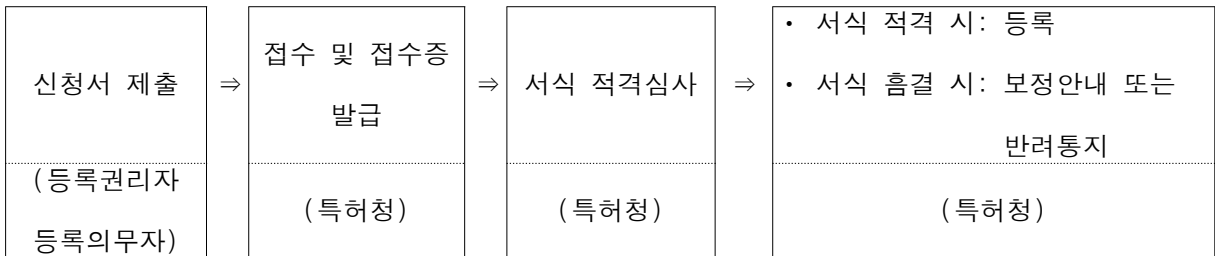 신청서 제출
⇒
접수 및 접수증
발급
⇒
서식 적격심사
⇒
• 서식 적격 시: 등록
• 서식 흠결 시: 보정안내 또는
반려통지
(등록권리자
등록의무자)
(특허청)
(특허청)
(특허청)